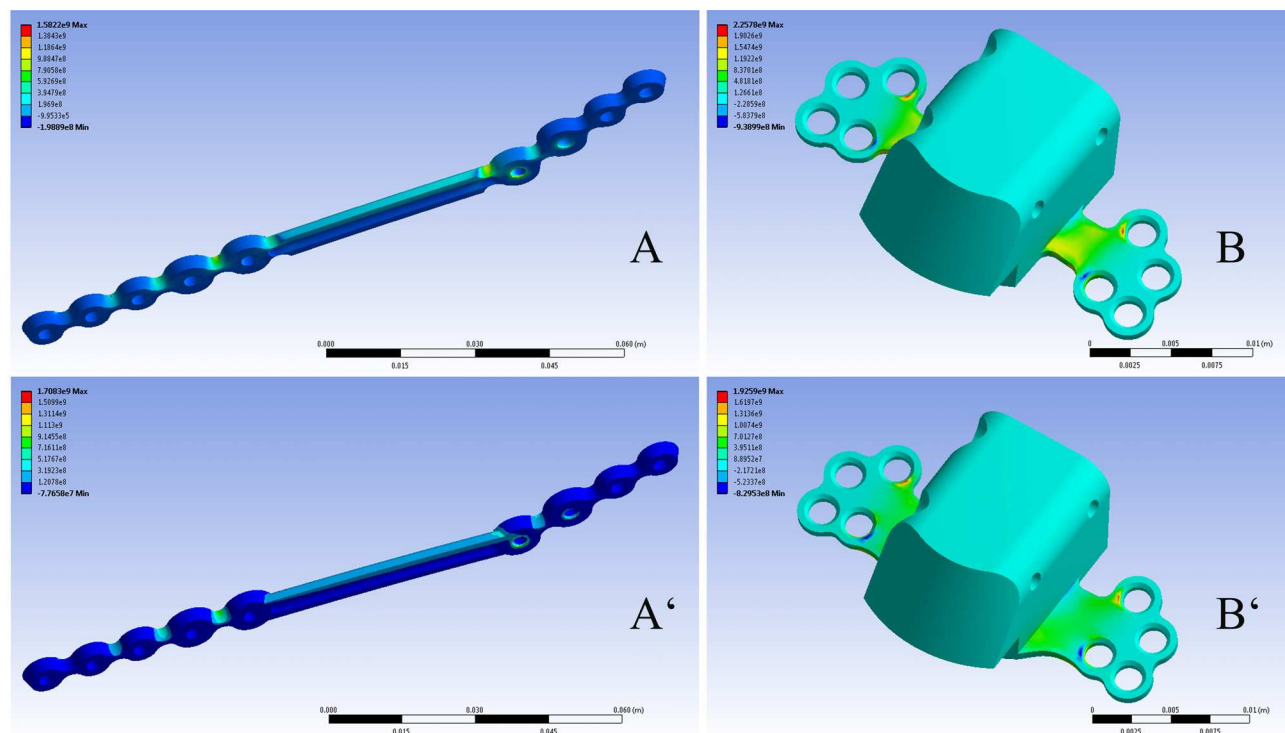 1.5822e9 Max
1.3843e9
1.1864e9
9.8847e8
7.9058e8
5.9269e8
3.9479e8
1.969e8
-9.9533e5
-1.9889e8 Min
A
0.000
0.030
0.060 (m)
0.015
0.045
2.2578e9 Max
1.9026e9
1.5474e9
1.1922e9
8.3701e8
4.8181e8
1.2661e8
-2.2859e8
-5.8379e8
-9.3899e8 Min
B
0
0.005
0.01 (m)
0.0025
0.0075
1.7083e9 Max
1.5099e9
1.3114e9
1.113e9
9.1455e8
7.1611e8
5.1767e8
3.1923e8
1.2078e8
-7.7658e7 Min
A‘
0.000
0.030
0.060 (m)
0.015
0.045
1.9259e9 Max
1.6197e9
1.3136e9
1.0074e9
7.0127e8
3.9511e8
8.8952e7
-2.1721e8
-5.2337e8
-8.2953e8 Min
B‘
0
0.005
0.01 (m)
0.0025
0.0075